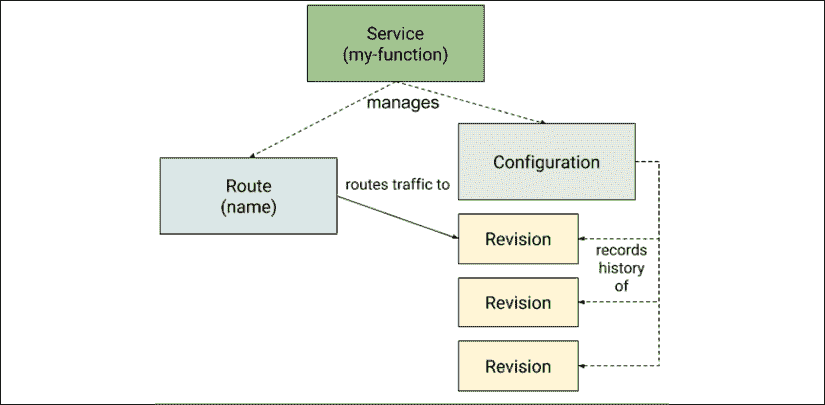 Service
(my-function)
manages
Configuration
Route
(name)
routes traffic to
Revision
records
history
of
Revision
Revision